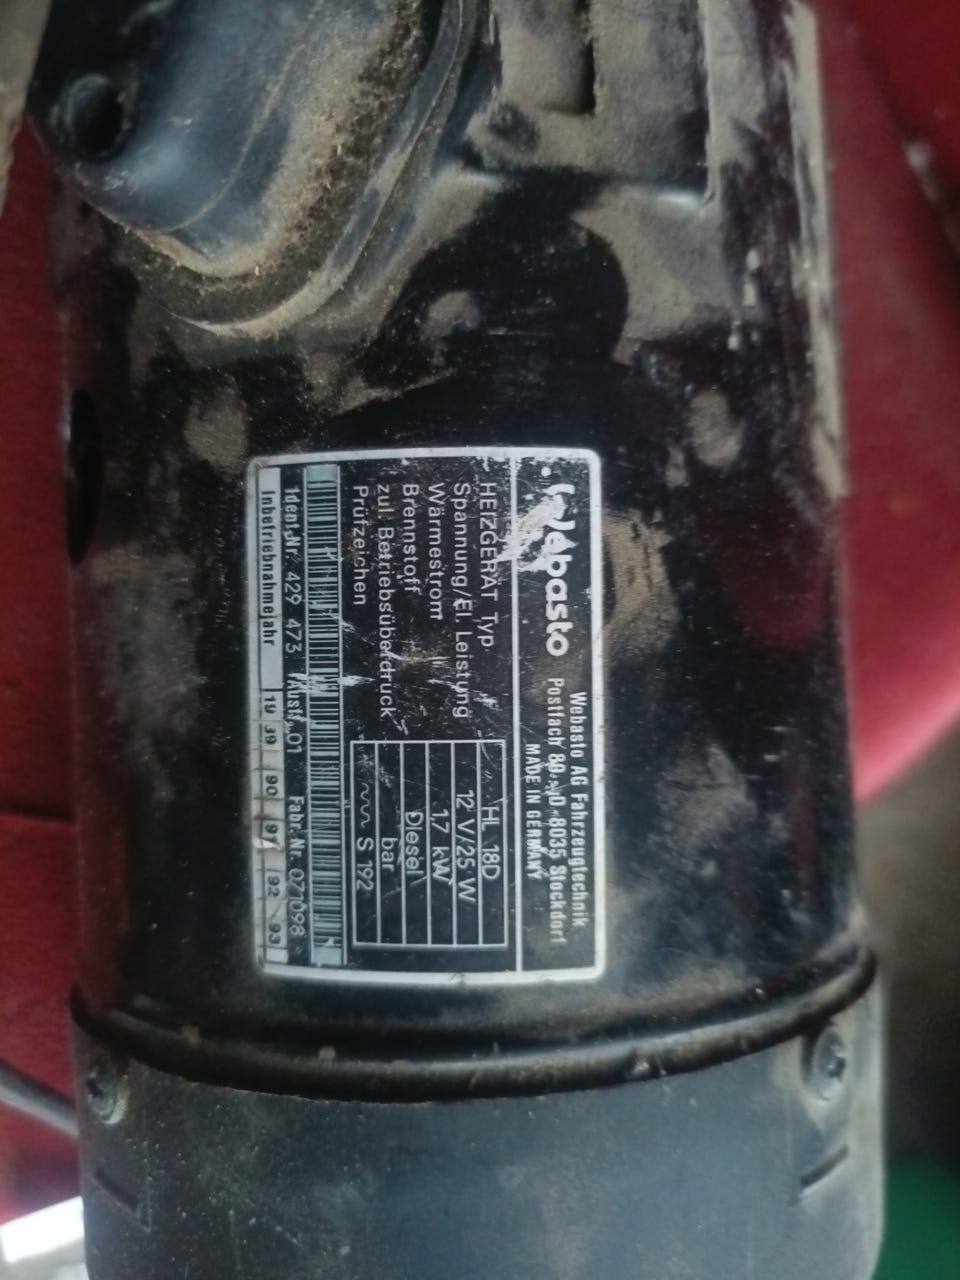 Webasto
Webasto AG Fahrzeugtechnik
Postfach 80 D-8035 Stockdorf
MADE IN GERMANY
HEIZGERÄT Typ HL 18D
Spannung/El. Leistung 12 V/25 W
Wärmestrom 1,7 kW
Brennstoff Diesel
zul. Betriebsüberdruck bar
Prüfzeichen S 192
Ident.Nr. 429 473 Ausf. 01 Fabr.Nr. 071098
Inbetriebnahmejahr 19 89 90 91 92 93